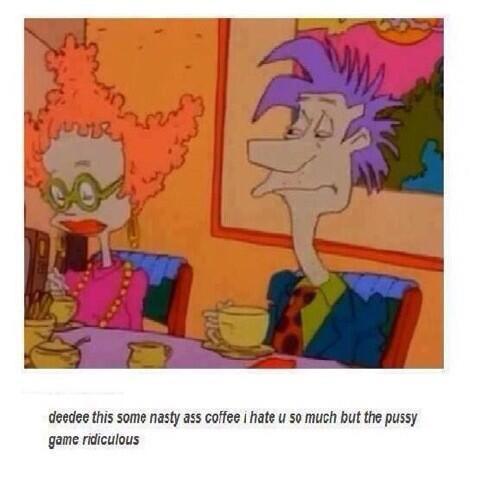 deedee this some nasty ass coffee i hate u so much but the pussy
game ridiculous